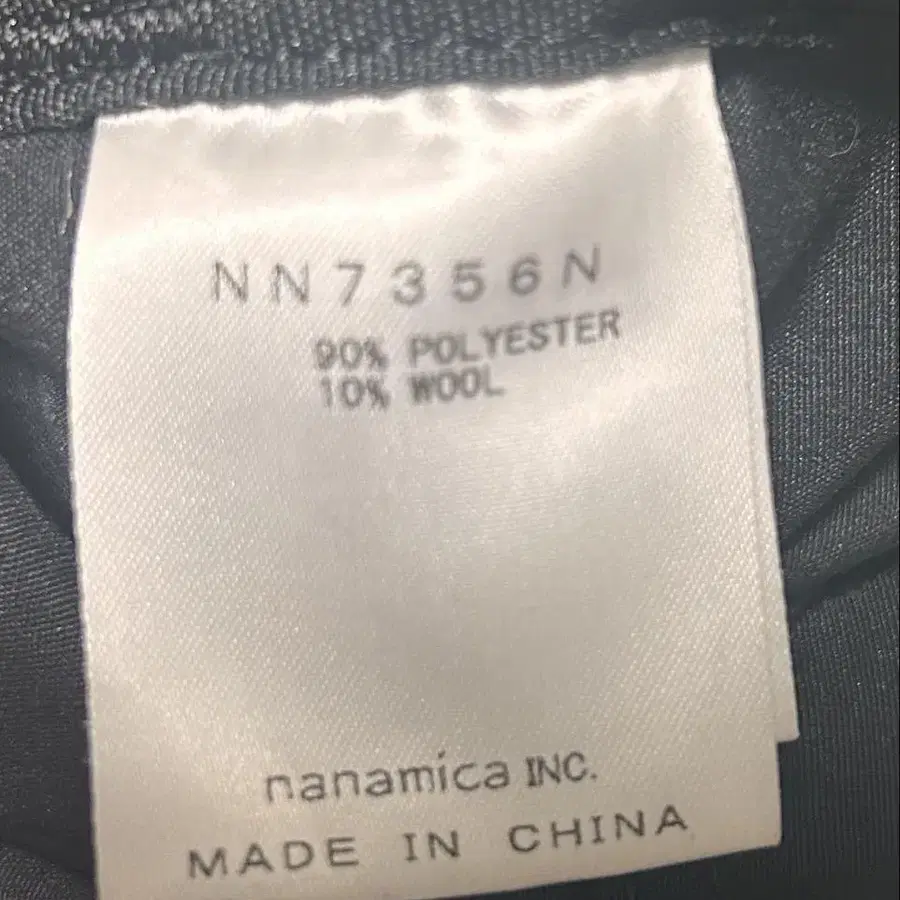 NN7356N
90% POLYESTER
10% WOOL
nanamica INC.
MADE IN CHINA